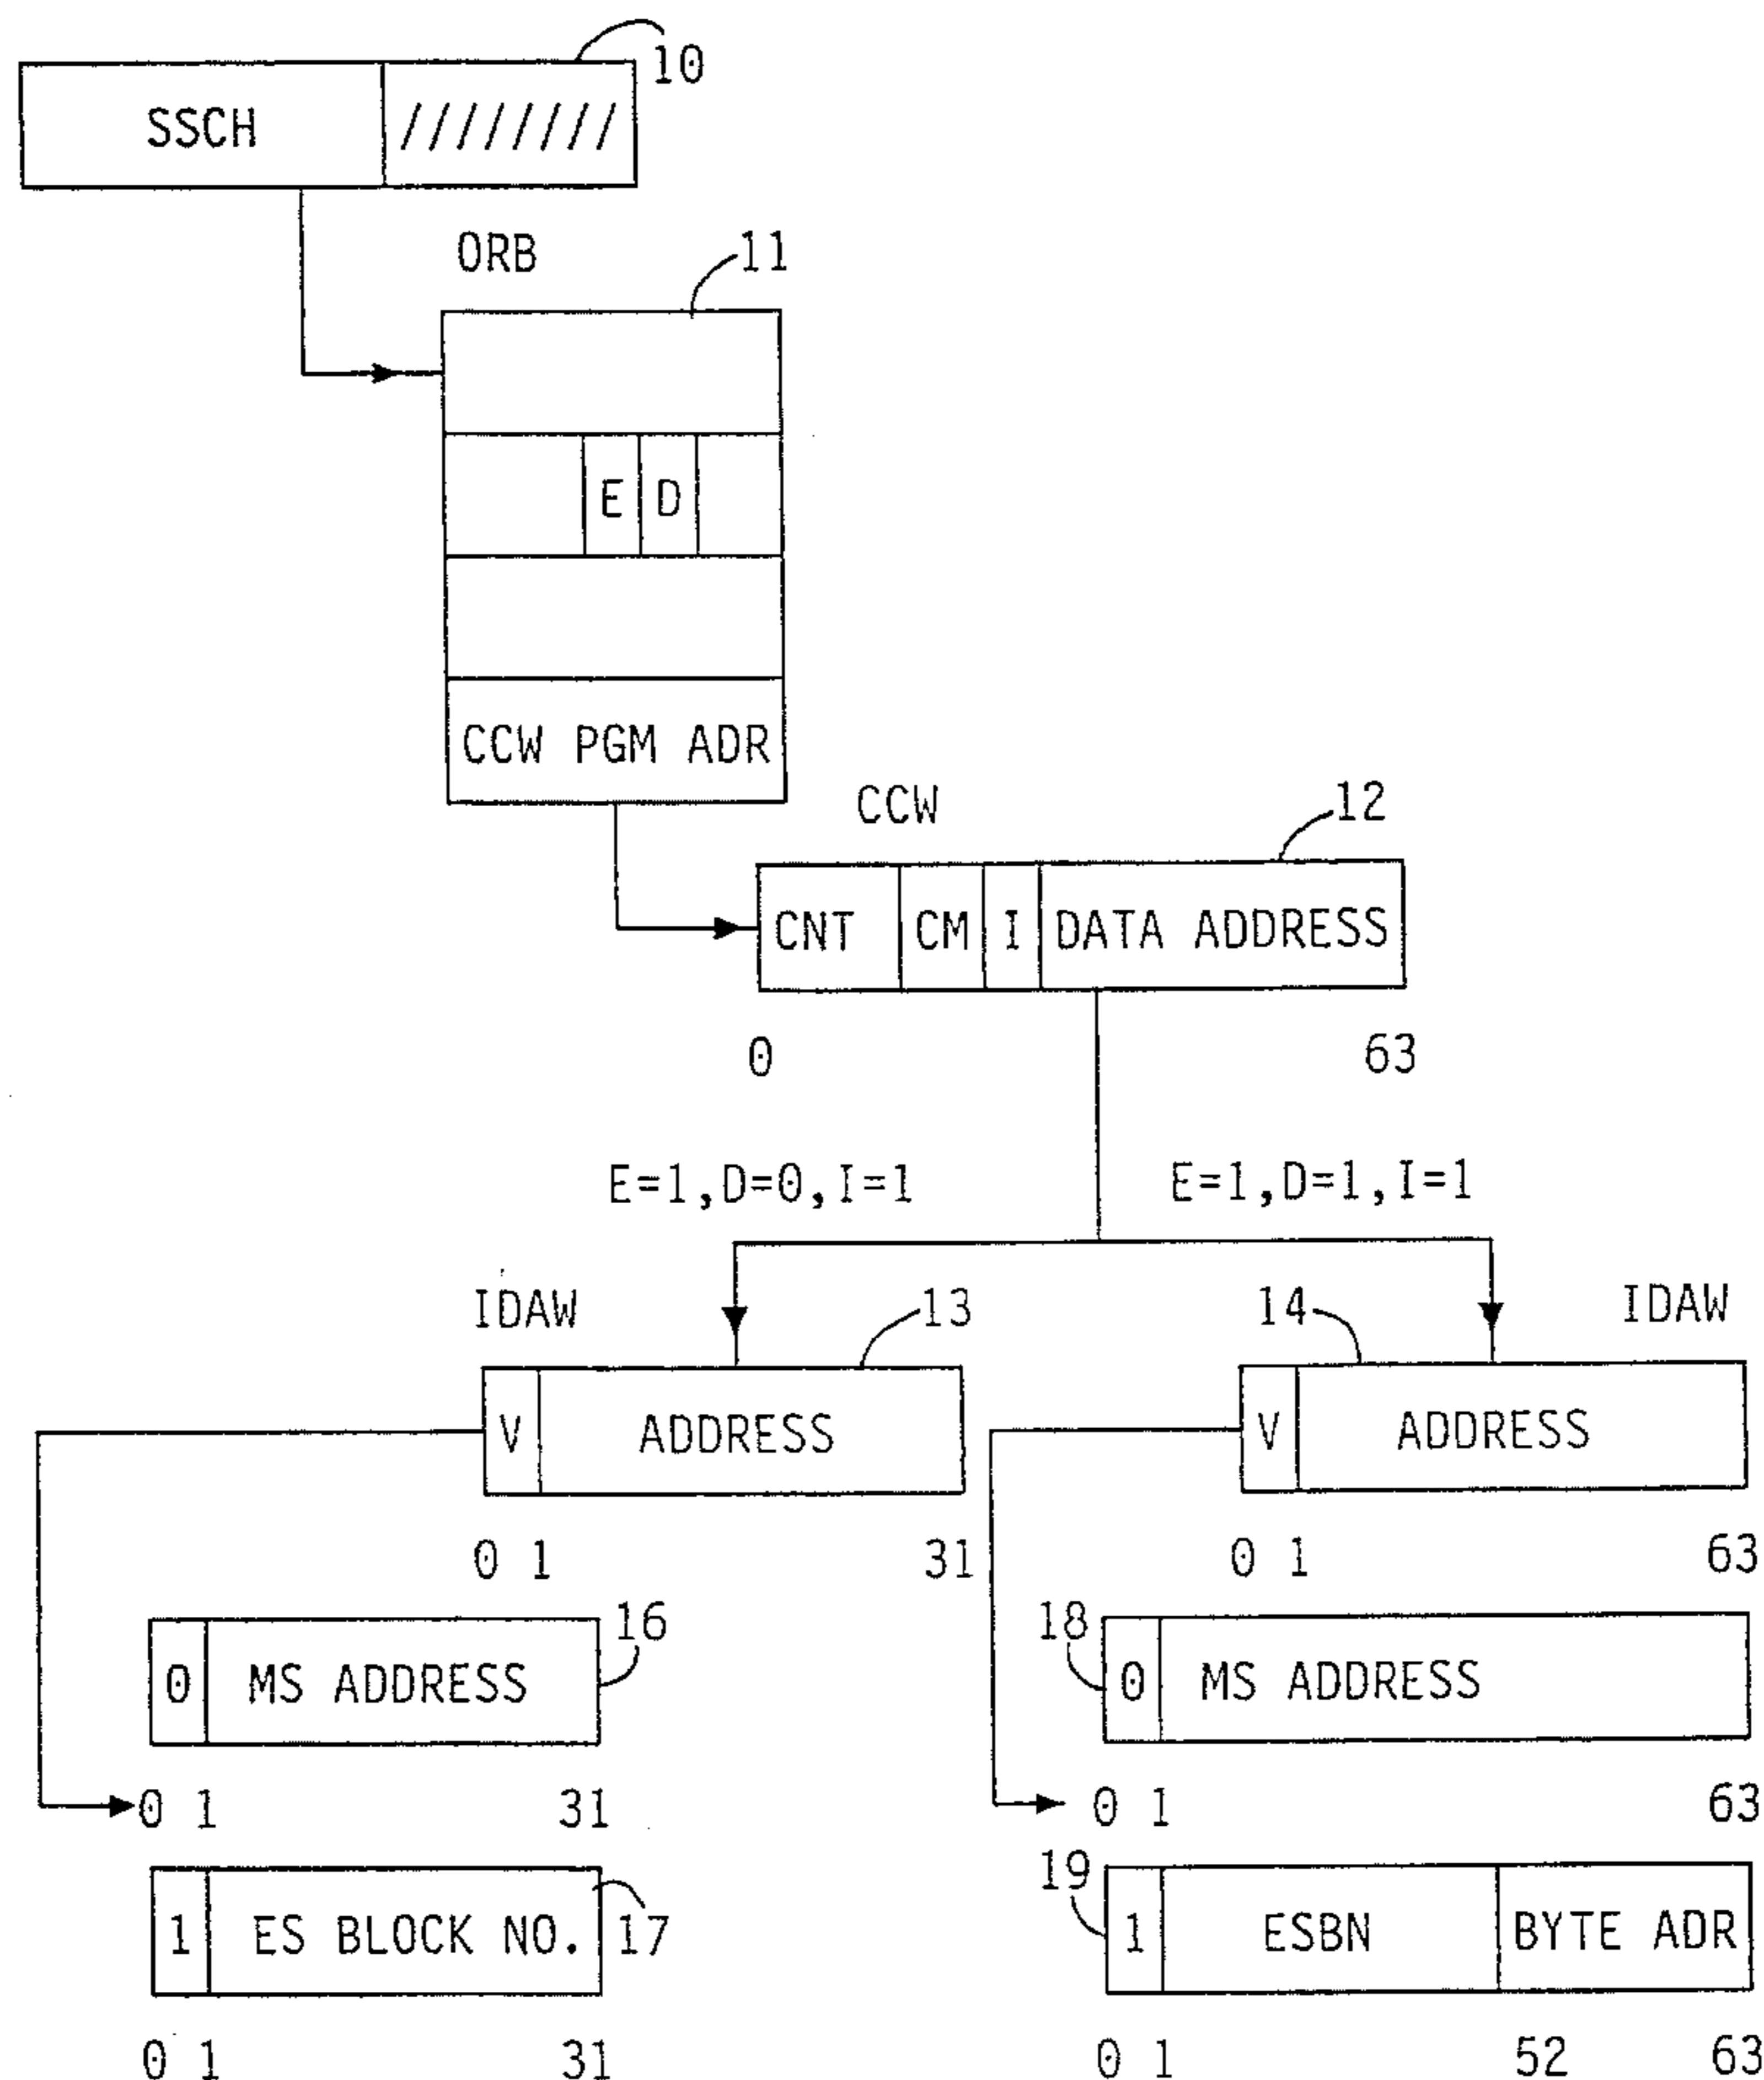 10
SSCH ////////
ORB
11
E D
CCW PGM ADR
CCW
12
CNT CM I DATA ADDRESS
0 63
E=1,D=0,I=1 E=1,D=1,I=1
IDAW 13 14 IDAW
V ADDRESS V ADDRESS
0 1 31 0 1 63
16 18
0 MS ADDRESS 0 MS ADDRESS
0 1 31 0 1 63
19
1 ES BLOCK NO. 17 1 ESBN BYTE ADR
0 1 31 0 1 52 63